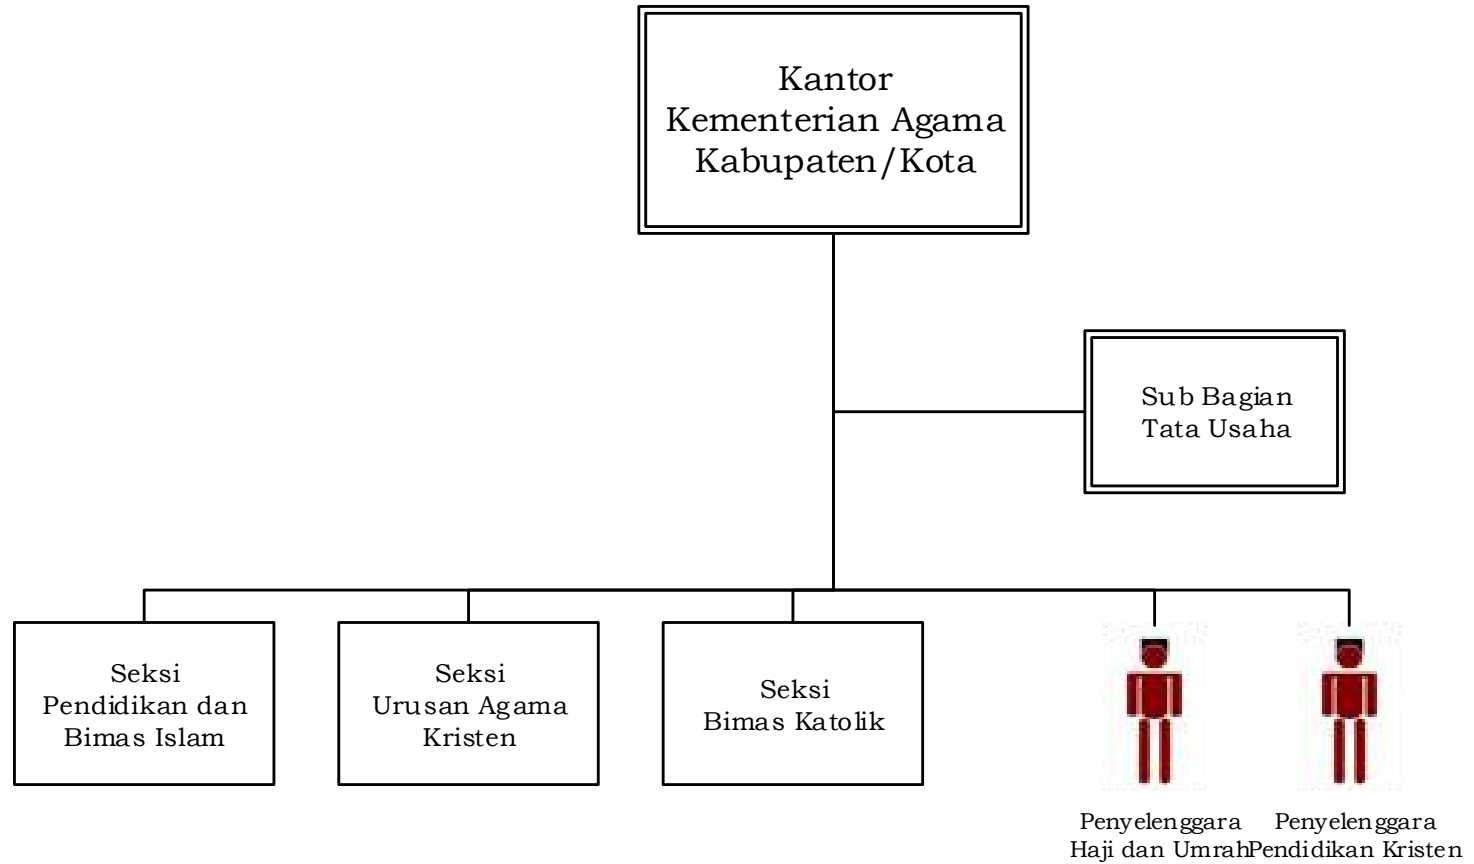 Kantor
Kementerian Agama
Kabupaten/Kota
Sub Bagian
Tata Usaha
Seksi
Pendidikan dan
Bimas Islam
Seksi
Urusan Agama
Kristen
Seksi
Bimas Katolik
Penyelenggara
Haji dan Umrah
Penyelenggara
Pendidikan Kristen